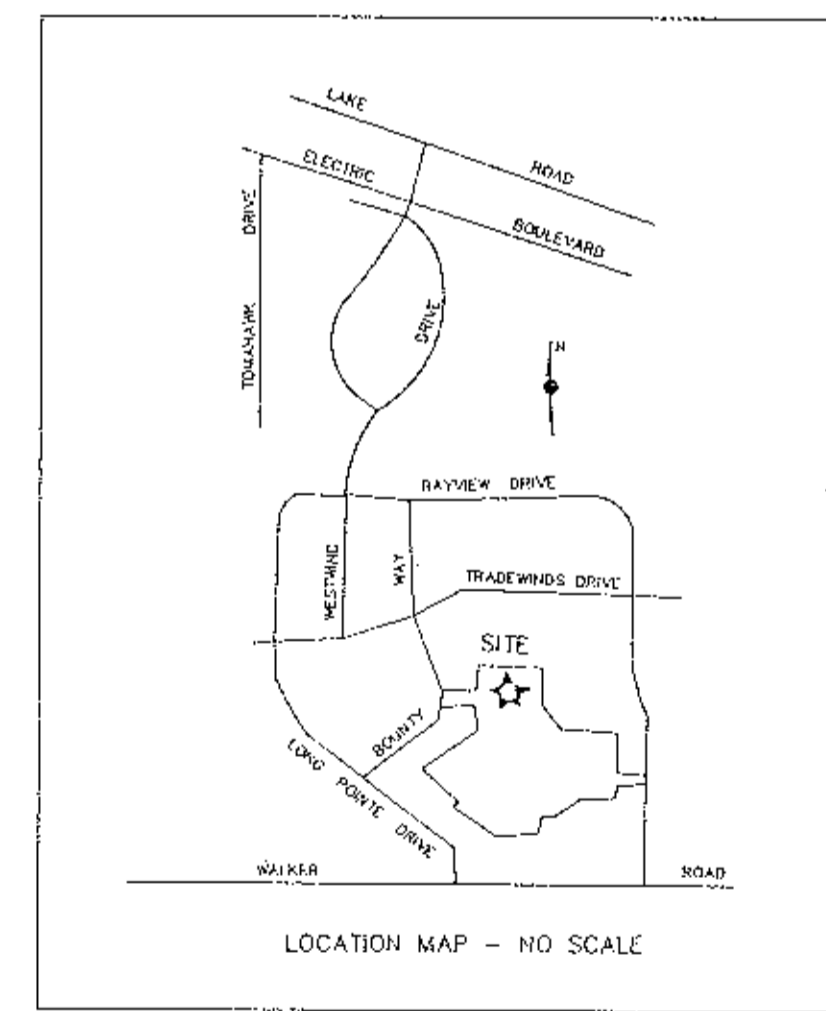 LAKE ROAD
ELECTRIC BOULEVARD
TOMAHAWK DRIVE
DRIVE
N
BAYVIEW DRIVE
WESTWIND
WAY
TRADEWINDS DRIVE
SITE
BOUNTY
LONG POINTE DRIVE
WALKER ROAD
LOCATION MAP - NO SCALE